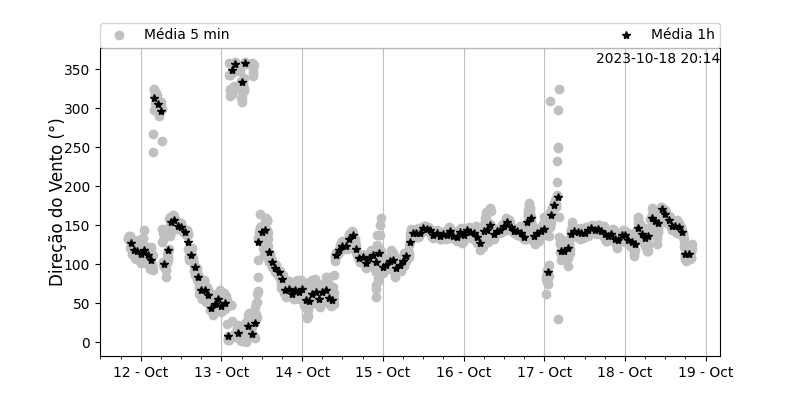 Média 5 min
Média 1h
2023-10-18 20:14
Direção do Vento (°)
350
300
250
200
150
100
50
0
12 - Oct
13 - Oct
14 - Oct
15 - Oct
16 - Oct
17 - Oct
18 - Oct
19 - Oct